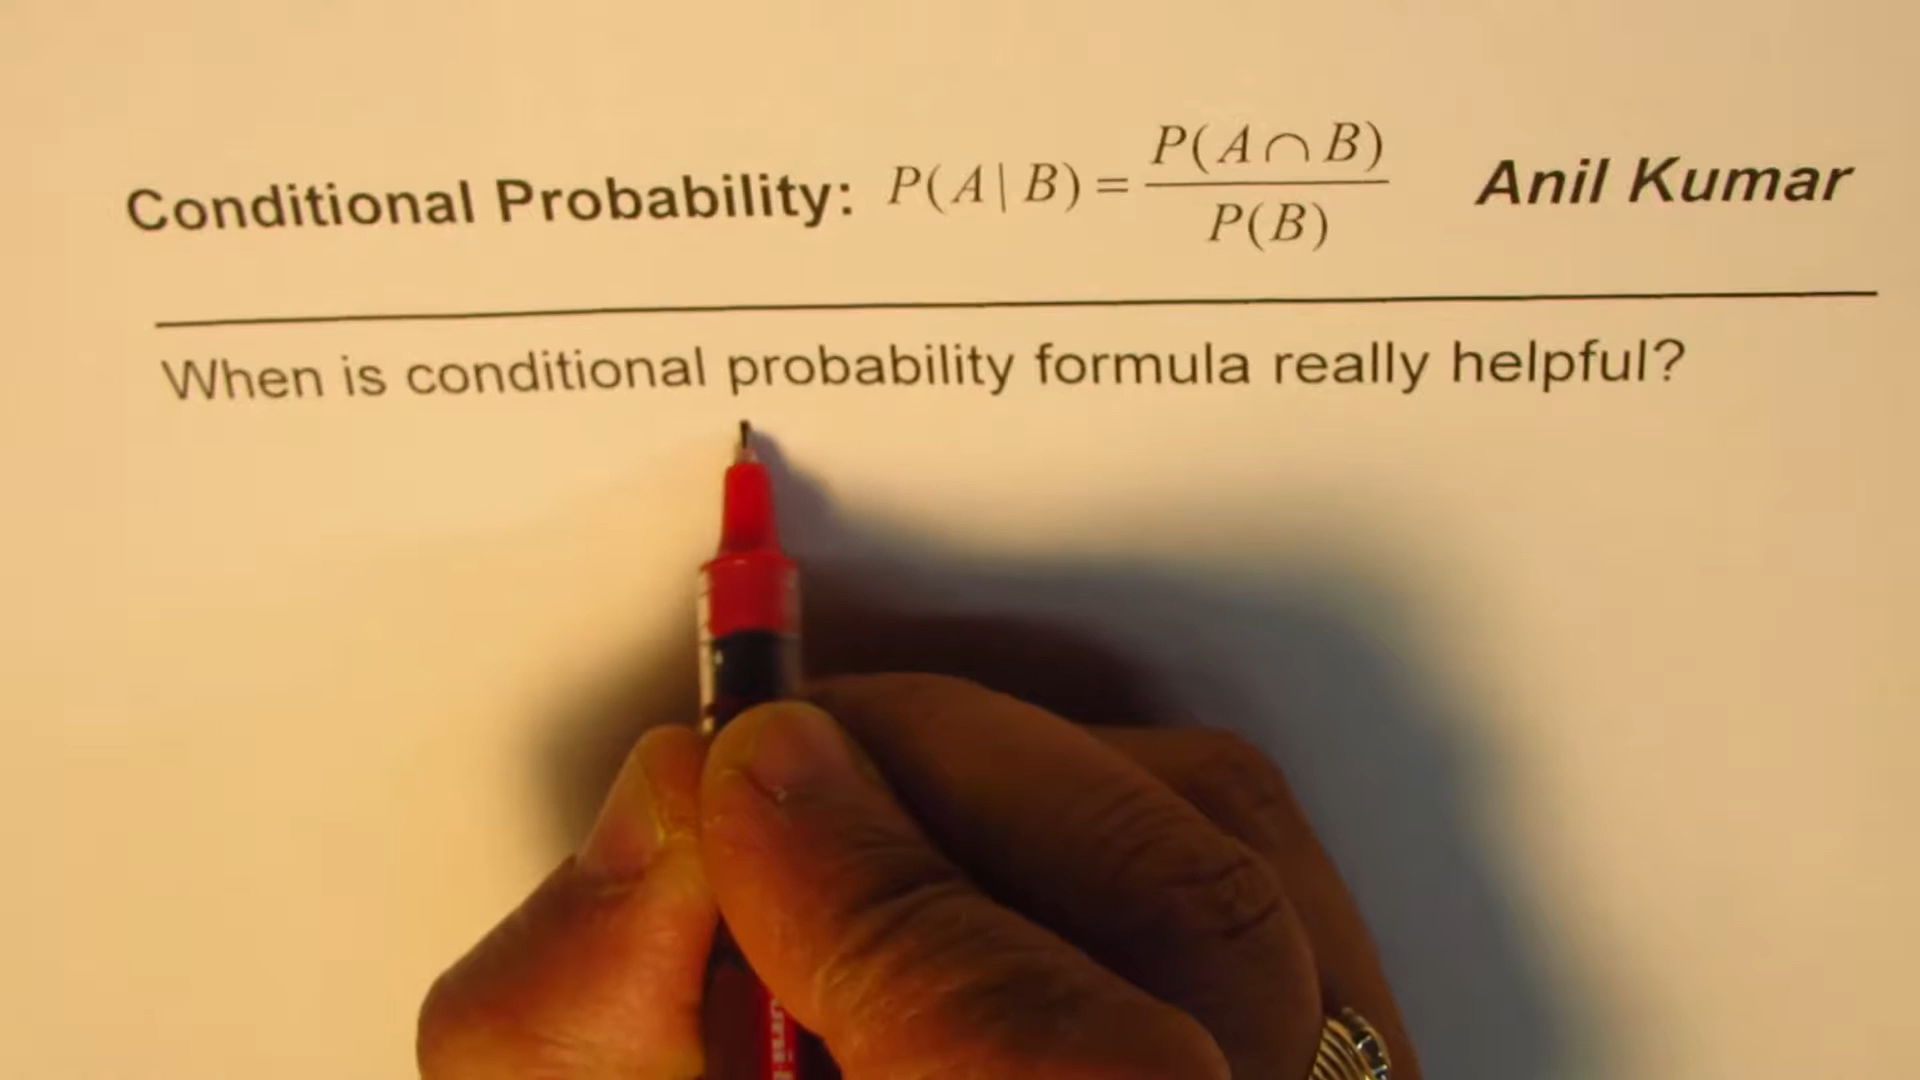 Conditional Probability: P(A | B) = P(A ∩ B) / P(B) Anil Kumar
When is conditional probability formula really helpful?